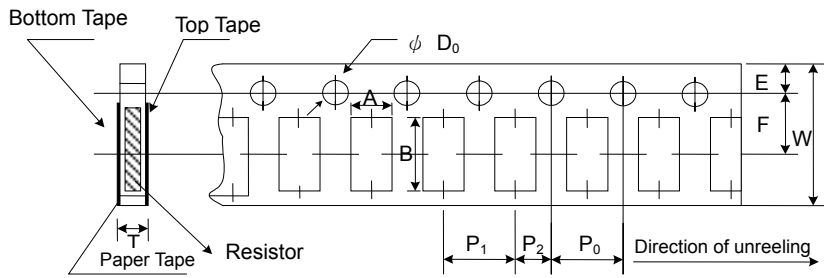 Bottom Tape
Top Tape
ϕ D₀
E
A
F
W
B
T
Paper Tape
Resistor
P₁
P₂
P₀
Direction of unreeling